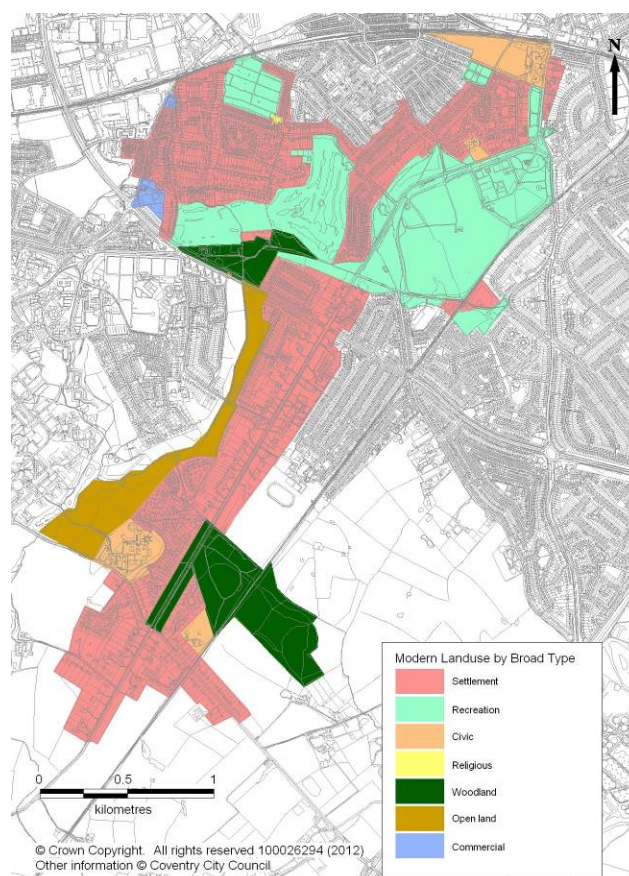 N
Modern Landuse by Broad Type
Settlement
Recreation
Civic
Religious
Woodland
Open land
Commercial
0 0.5 1
kilometres
© Crown Copyright. All rights reserved 100026294 (2012)
Other information © Coventry City Council